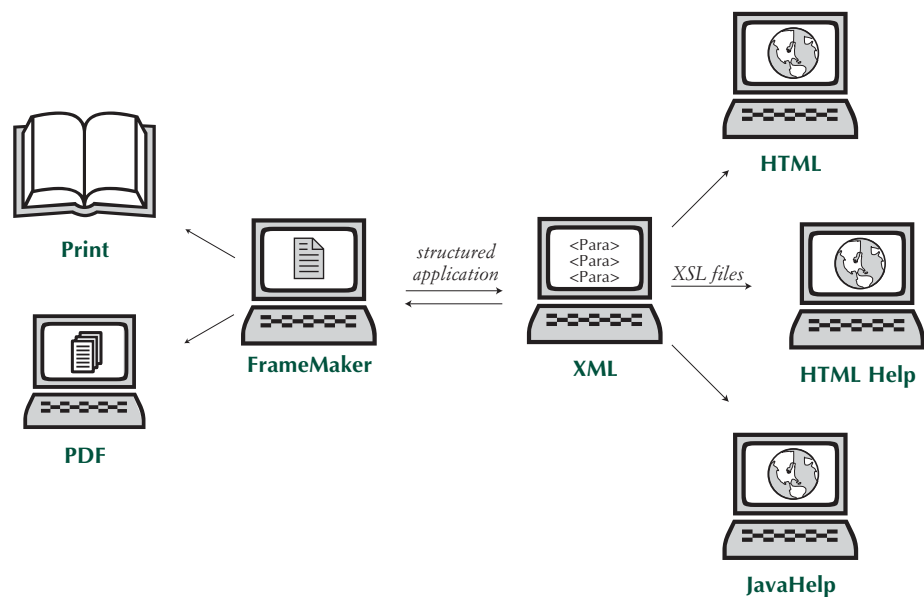 HTML
Print
structured
application
<Para>
<Para>
<Para>
XSL files
FrameMaker
XML
HTML Help
PDF
JavaHelp